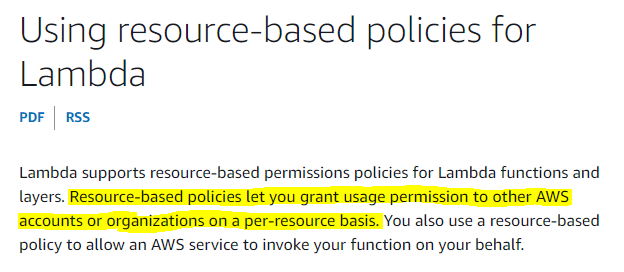 Using resource-based policies for
Lambda
PDF RSS
Lambda supports resource-based permissions policies for Lambda functions and
layers. Resource-based policies let you grant usage permission to other AWS
accounts or organizations on a per-resource basis. You also use a resource-based
policy to allow an AWS service to invoke your function on your behalf.